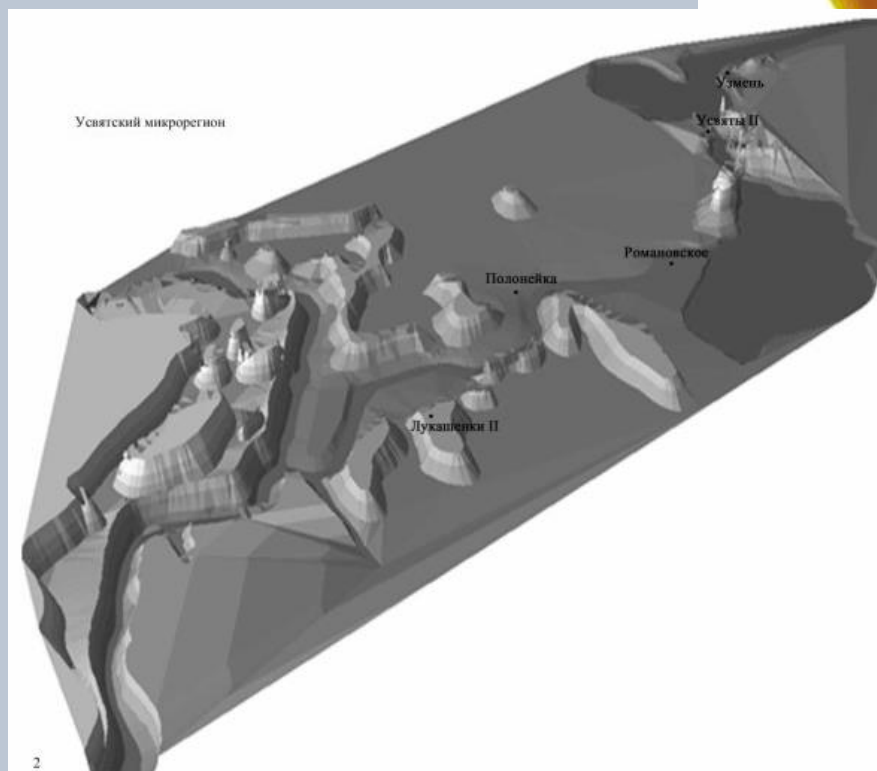 Узмень
Усвятский микрорегион
Усвяты II
Романовское
Полонейка
Лукашенки II
2